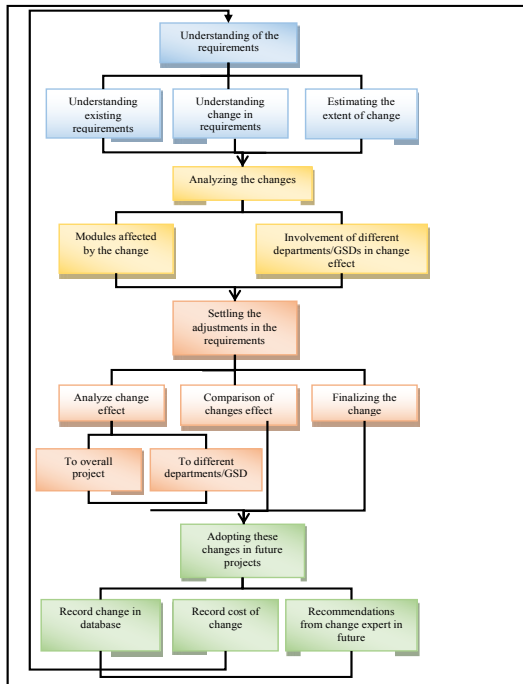 Understanding of the
requirements
Understanding
existing
requirements
Understanding
change in
requirements
Estimating the
extent of change
Analyzing the changes
Modules affected
by the change
Involvement of different
departments/GSDs in change
effect
Settling the
adjustments in the
requirements
Analyze change
effect
Comparison of
changes effect
Finalizing the
change
To overall
project
To different
departments/GSD
Adopting these
changes in future
projects
Record change in
database
Record cost of
change
Recommendations
from change expert in
future